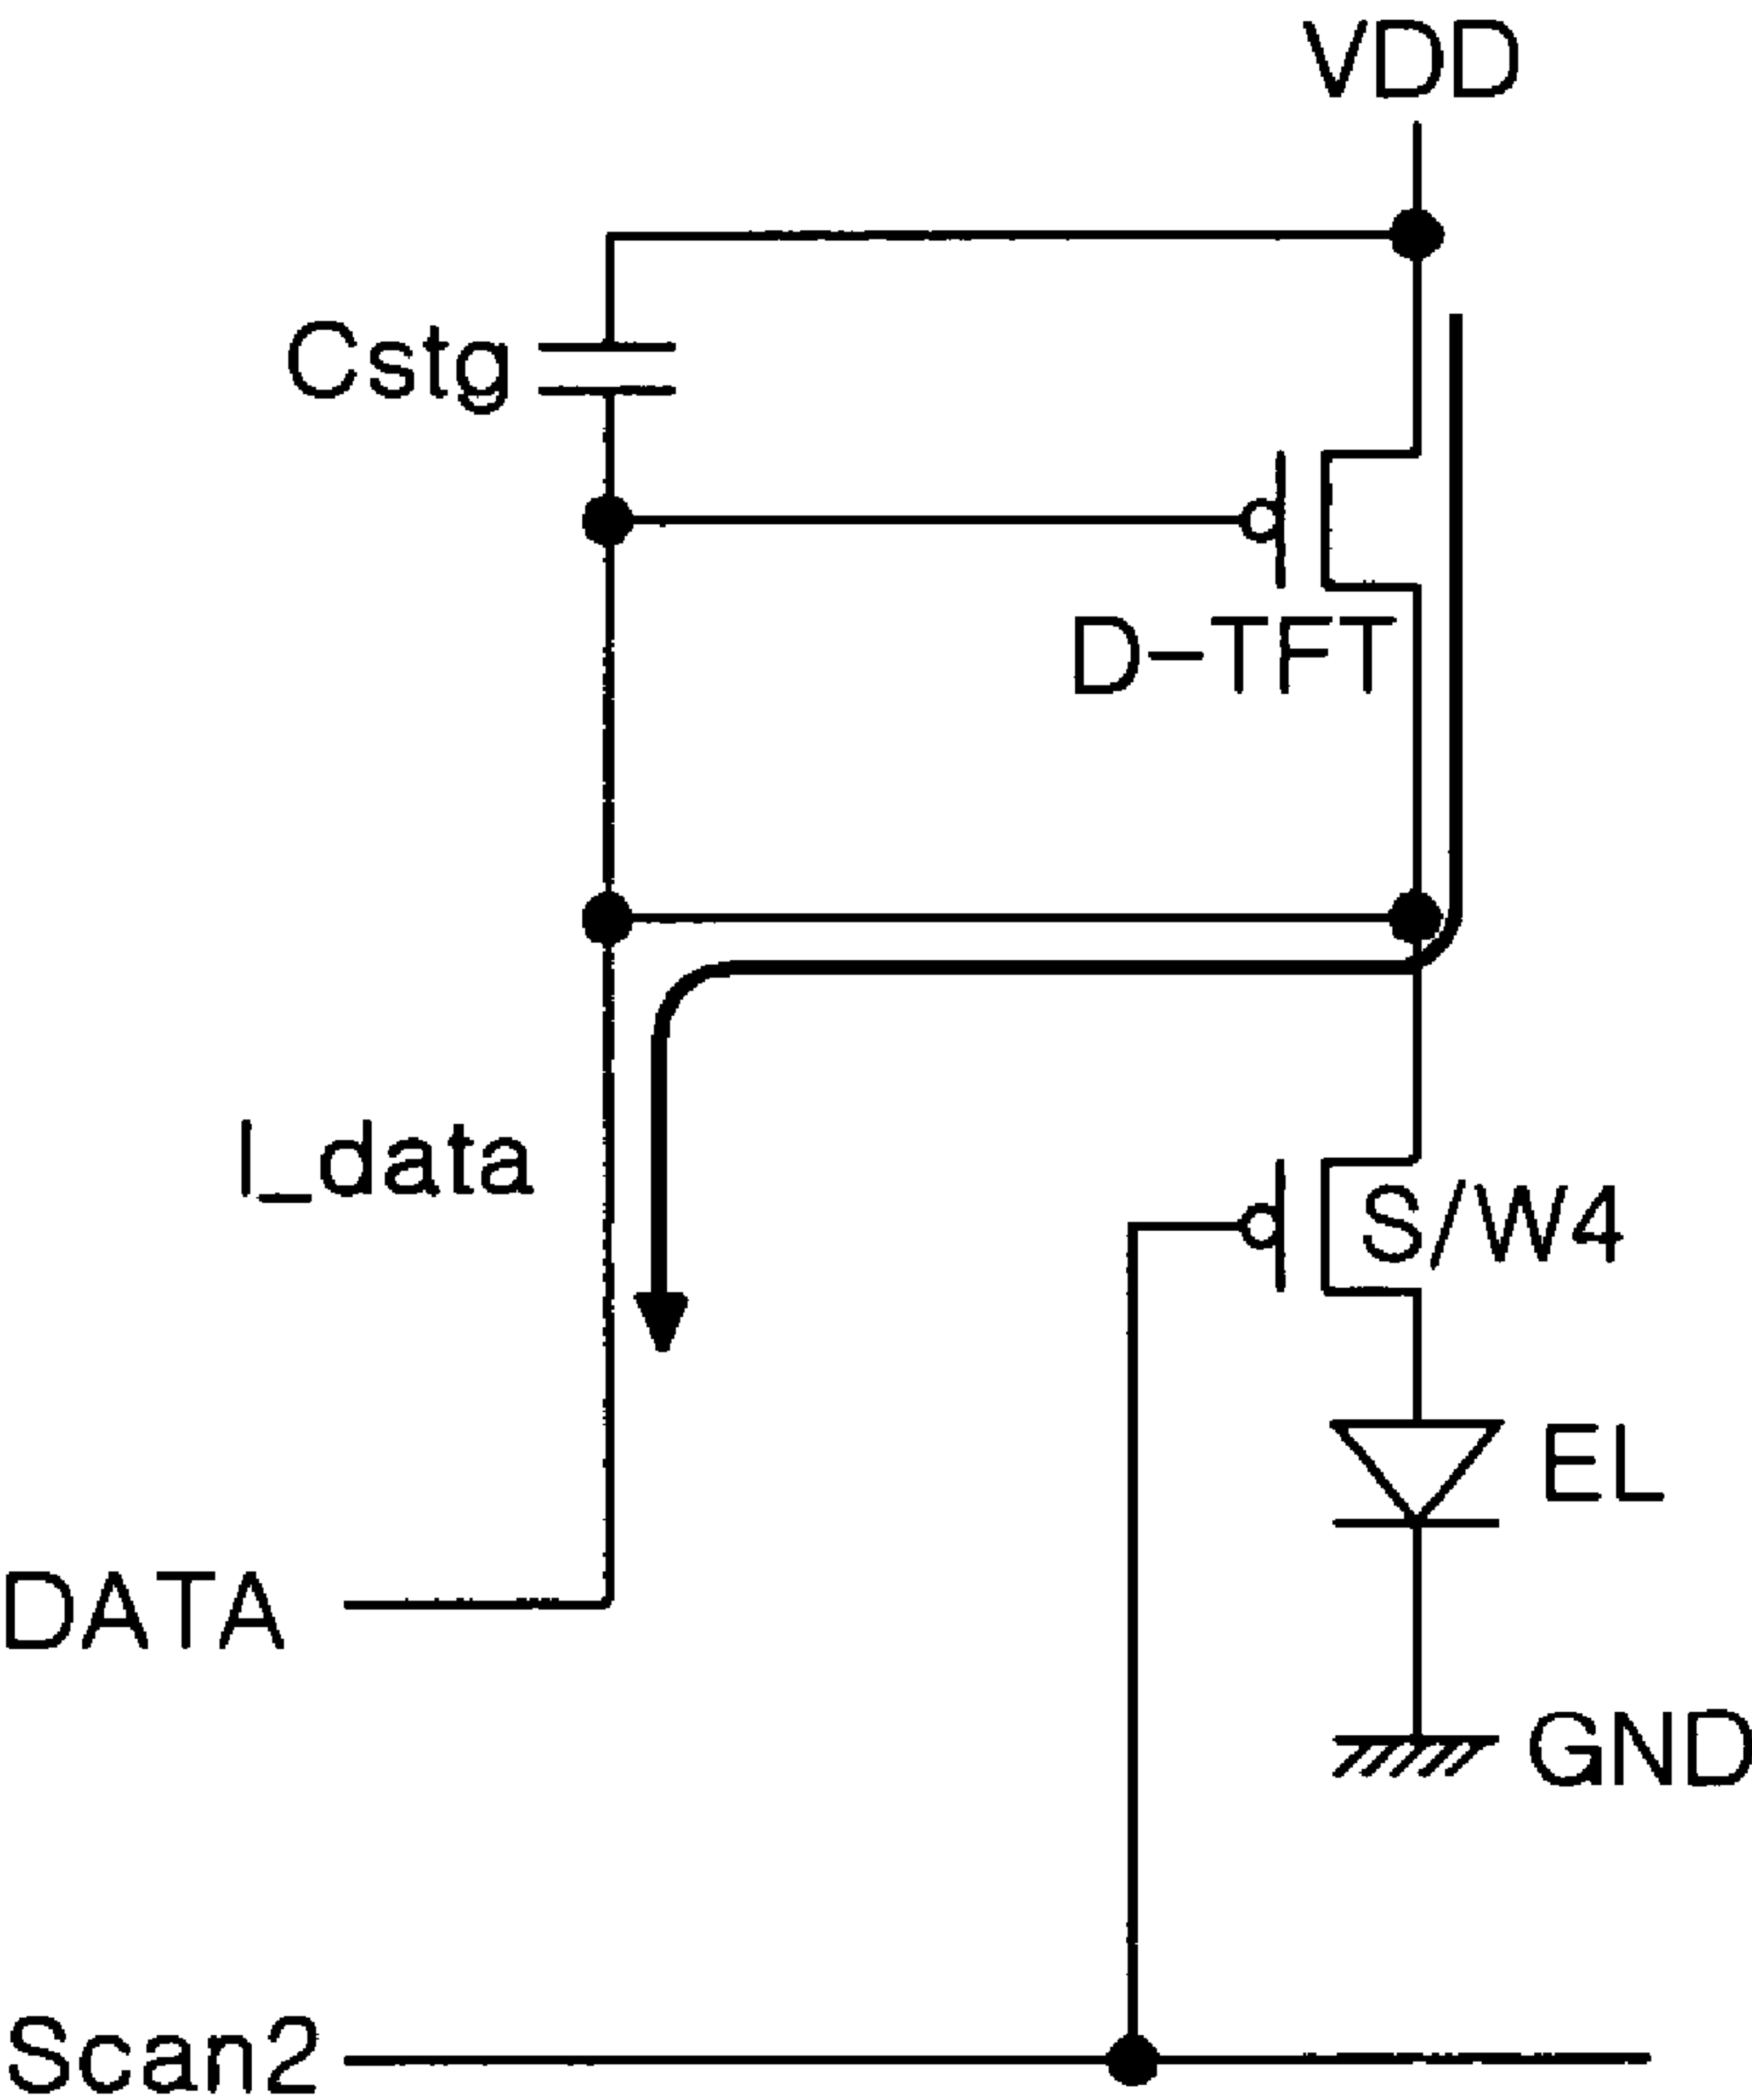 VDD
Cstg
D-TFT
I_data
S/W4
EL
DATA
GND
Scan2